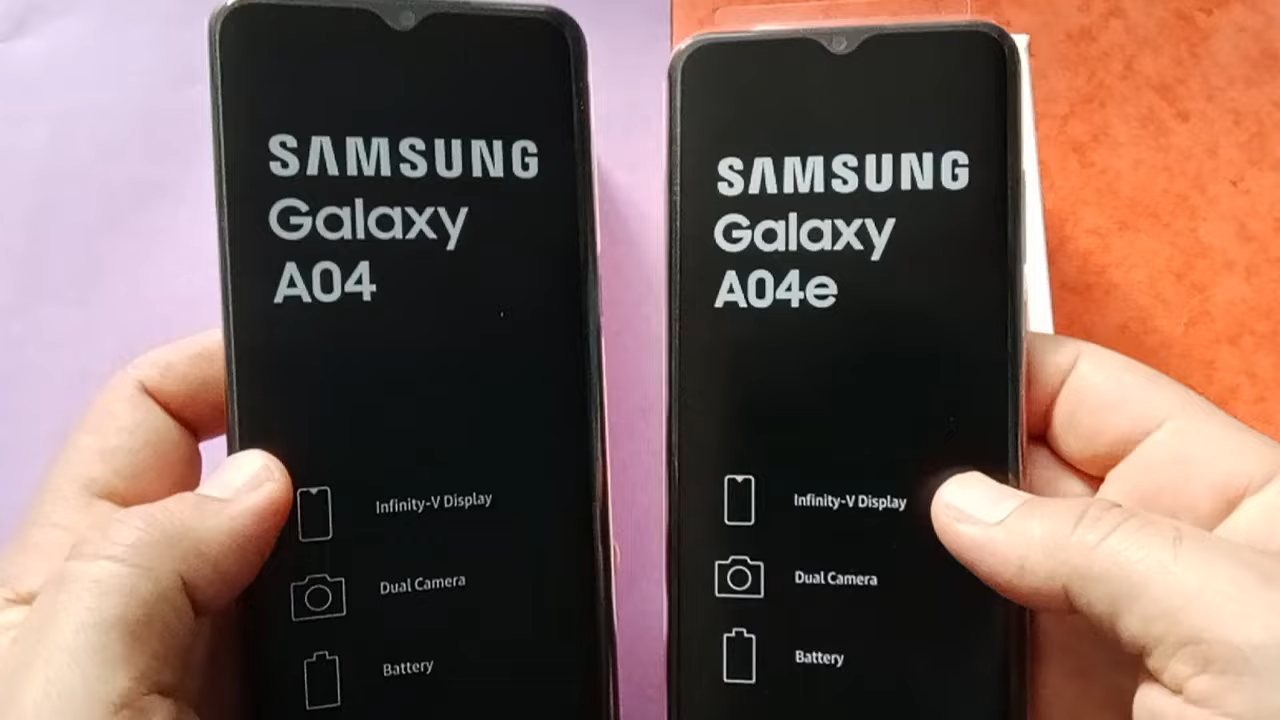 SAMSUNG
Galaxy
A04
Infinity-V Display
Dual Camera
Battery
SAMSUNG
Galaxy
A04e
Infinity-V Display
Dual Camera
Battery